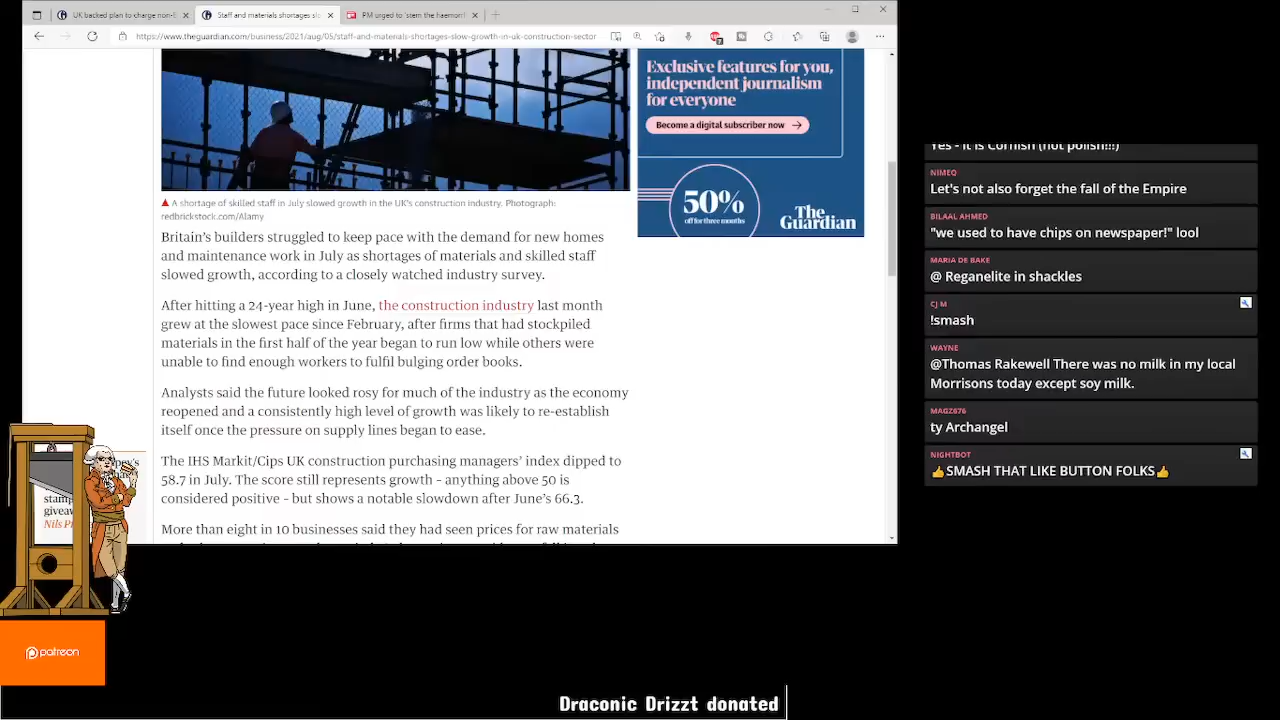 UK backed plan to charge non-
Staff and materials shortages slo
PM urged to 'stem the haemorr
https://www.theguardian.com/business/2021/aug/05/staff-and-materials-shortages-slow-growth-in-uk-construction-sector
Exclusive features for you,
independent journalism
for everyone
Become a digital subscriber now
50%
off for three months
The
Guardian
A shortage of skilled staff in July slowed growth in the UK's construction industry. Photograph:
redbrickstock.com/Alamy
Britain's builders struggled to keep pace with the demand for new homes
and maintenance work in July as shortages of materials and skilled staff
slowed growth, according to a closely watched industry survey.
After hitting a 24-year high in June, the construction industry last month
grew at the slowest pace since February, after firms that had stockpiled
materials in the first half of the year began to run low while others were
unable to find enough workers to fulfil bulging order books.
Analysts said the future looked rosy for much of the industry as the economy
reopened and a consistently high level of growth was likely to re-establish
itself once the pressure on supply lines began to ease.
The IHS Markit/Cips UK construction purchasing managers' index dipped to
58.7 in July. The score still represents growth – anything above 50 is
considered positive – but shows a notable slowdown after June's 66.3.
More than eight in 10 businesses said they had seen prices for raw materials
stamp
giveaw
Nils P
patreon
Yes - it is Cornish (not polish!!!)
NIMEQ
Let's not also forget the fall of the Empire
BILAAL AHMED
"we used to have chips on newspaper!" lool
MARIA DE BAKE
@ Reganelite in shackles
CJ M
!smash
WAYNE
@Thomas Rakewell There was no milk in my local
Morrisons today except soy milk.
MAGZ676
ty Archangel
NIGHTBOT
👍SMASH THAT LIKE BUTTON FOLKS👍
Draconic Drizzt donated